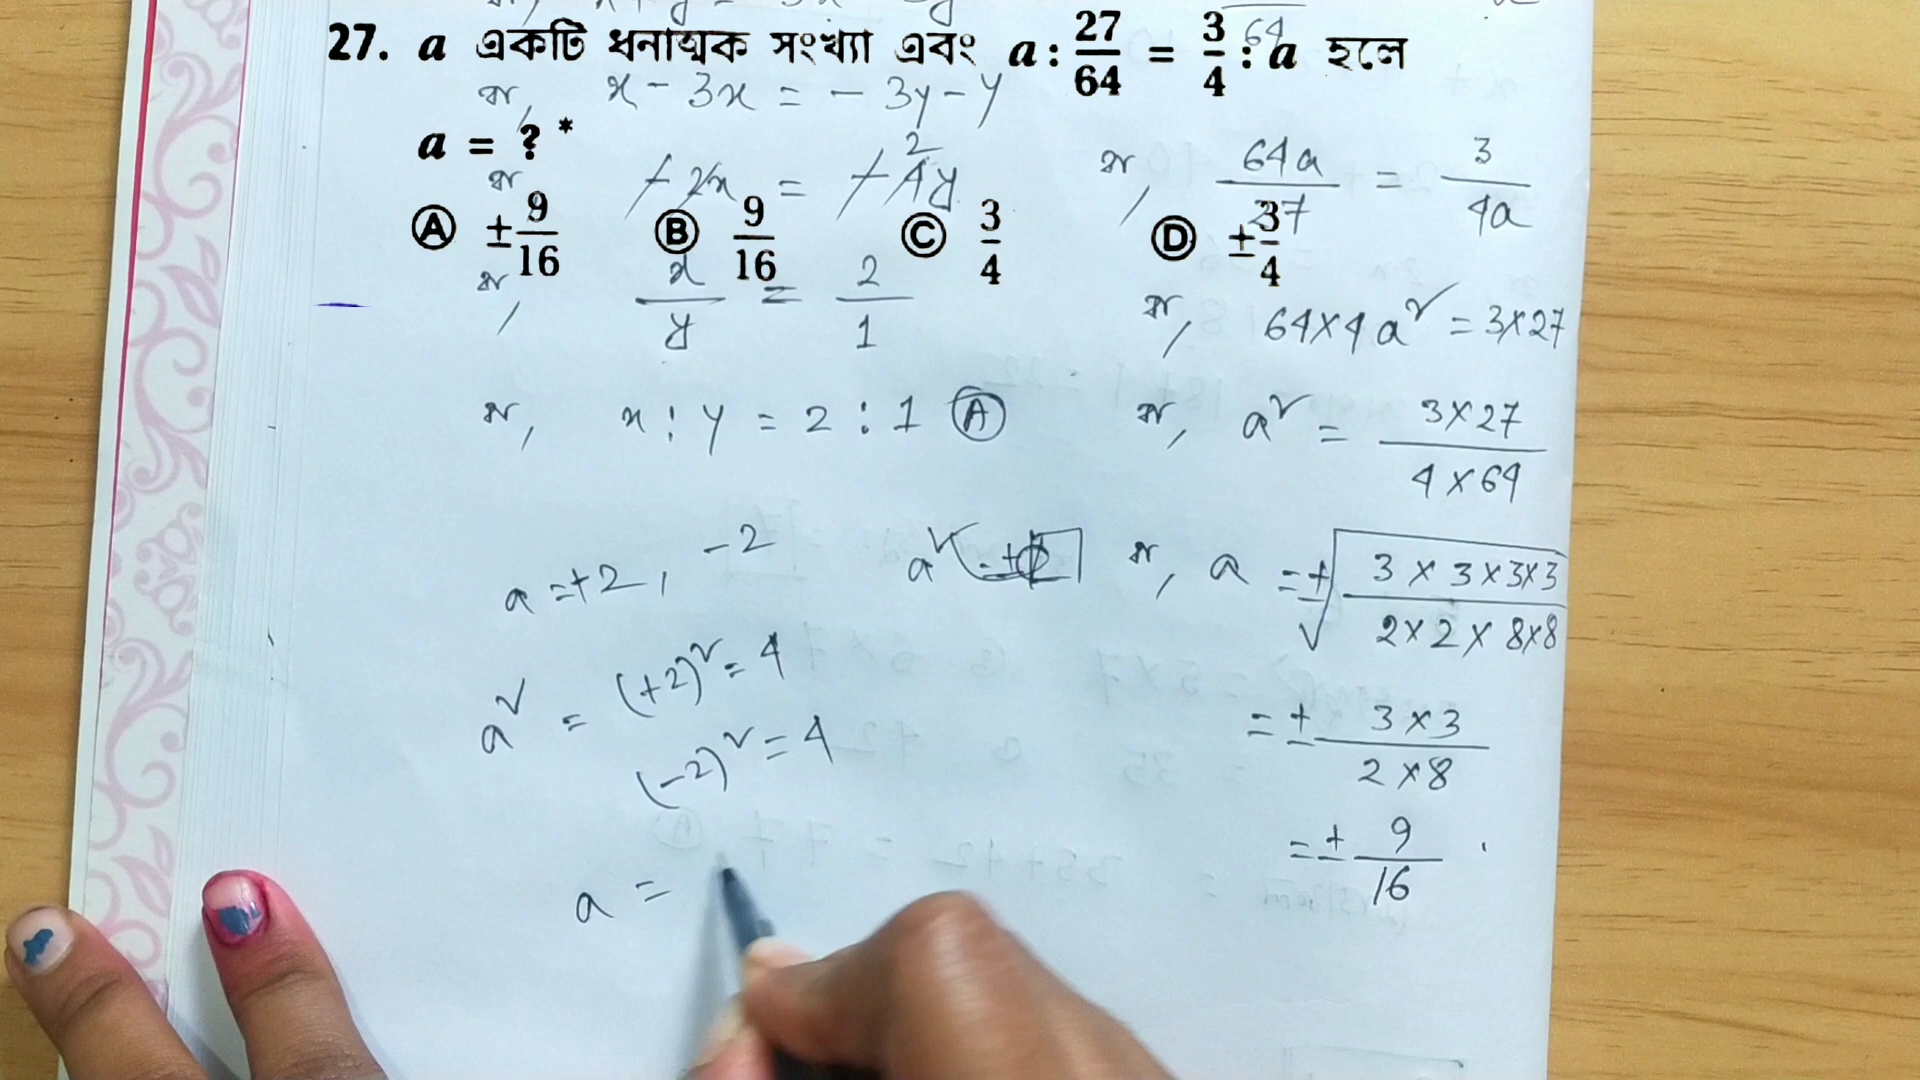 27. a একটি ধনাত্মক সংখ্যা এবং a : 27/64 = 3/4 : a হলে
a = ? *
Ⓐ ±9/16 Ⓑ 9/16 Ⓒ 3/4 Ⓓ ±3/4
বা, x - 3x = - 3y - y
বা, -2x = -4y
বা, x/y = 2/1
বা, x : y = 2 : 1 Ⓐ
a = +2, -2
a² = (+2)² = 4
(-2)² = 4
a =
64
বা, 64a/27 = 3/4a
বা, 64×4a² = 3×27
বা, a² = 3×27/4×64
বা, a = ±√3×3×3×3/2×2×8×8
= ± 3×3/2×8
= ± 9/16